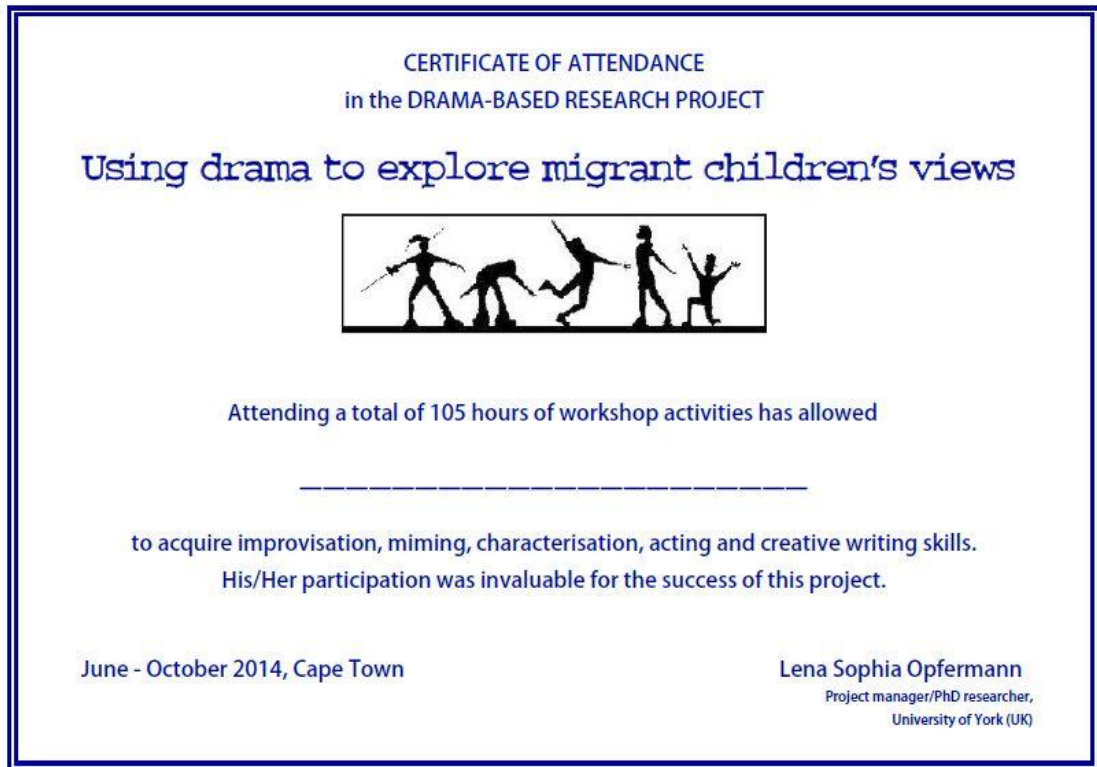 CERTIFICATE OF ATTENDANCE
in the DRAMA-BASED RESEARCH PROJECT
Using drama to explore migrant children's views
Attending a total of 105 hours of workshop activities has allowed
______________________
to acquire improvisation, miming, characterisation, acting and creative writing skills.
His/Her participation was invaluable for the success of this project.
June - October 2014, Cape Town
Lena Sophia Opfermann
Project manager/PhD researcher,
University of York (UK)